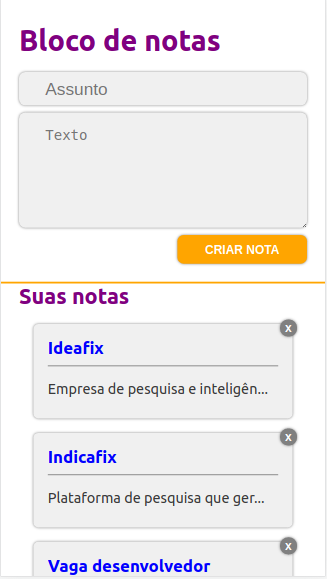 Bloco de notas
Assunto
Texto
CRIAR NOTA
Suas notas
x
Ideafix
Empresa de pesquisa e inteligên...
x
Indicafix
Plataforma de pesquisa que ger...
x
Vaga desenvolvedor